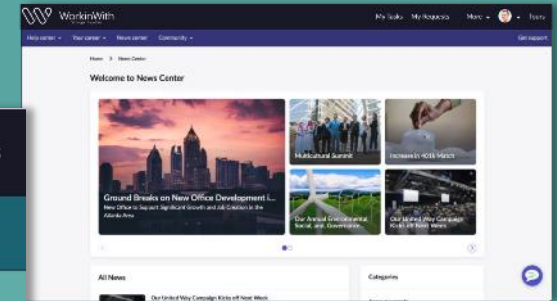 WorkinWith
My Tasks My Requests More Tours
Help center Your career News center Community Get support
Home > News Center
Welcome to News Center
Ground Breaks on New Office Development i...
New Office to Support Significant Growth and Job Creation in the
Atlanta Area
Multicultural Summit
Increase in 401k Match
Our Annual Environmental,
Social, and, Governance...
Our United Way Campaign
Kicks off Next Week
All News
Categories
Our United Way Campaign Kicks off Next Week